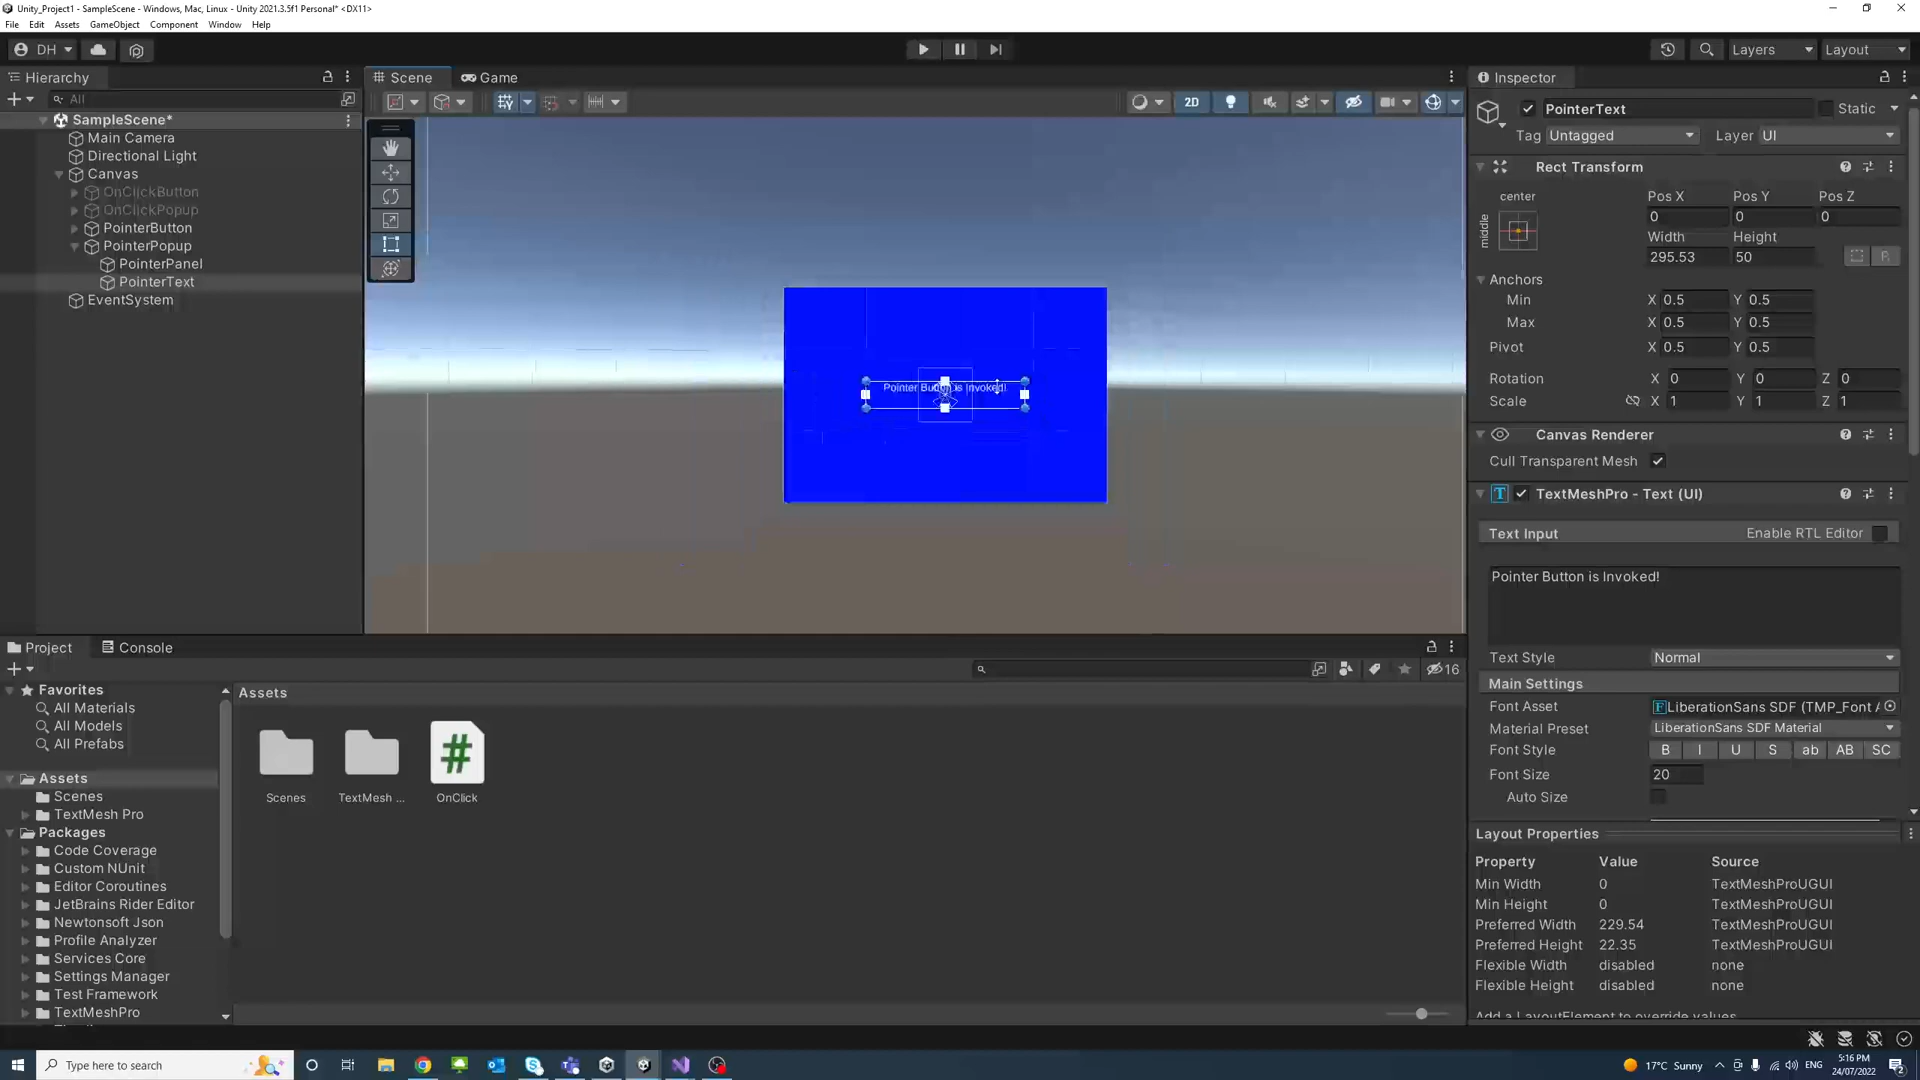 Unity_Project1 - SampleScene - Windows, Mac, Linux - Unity 2021.3.5f1 Personal* <DX11>
File Edit Assets GameObject Component Window Help
DH
Layers
Layout
Hierarchy
All
SampleScene*
Main Camera
Directional Light
Canvas
OnClickButton
OnClickPopup
PointerButton
PointerPopup
PointerPanel
PointerText
EventSystem
Scene
Game
2D
Pointer Button is Invoked!
Inspector
PointerText
Static
Tag Untagged
Layer UI
Rect Transform
center
middle
Pos X Pos Y Pos Z
0 0 0
Width Height
295.53 50
R
Anchors
Min X 0.5 Y 0.5
Max X 0.5 Y 0.5
Pivot X 0.5 Y 0.5
Rotation X 0 Y 0 Z 0
Scale X 1 Y 1 Z 1
Canvas Renderer
Cull Transparent Mesh
TextMeshPro - Text (UI)
Text Input
Enable RTL Editor
Pointer Button is Invoked!
Text Style Normal
Main Settings
Font Asset LiberationSans SDF (TMP_Font A
Material Preset LiberationSans SDF Material
Font Style B I U S ab AB SC
Font Size 20
Auto Size
Layout Properties
Property Value Source
Min Width 0 TextMeshProUGUI
Min Height 0 TextMeshProUGUI
Preferred Width 229.54 TextMeshProUGUI
Preferred Height 22.35 TextMeshProUGUI
Flexible Width disabled none
Flexible Height disabled none
Add a LayoutElement to override values
Project
Console
16
Favorites
All Materials
All Models
All Prefabs
Assets
Scenes
TextMesh Pro
Packages
Code Coverage
Custom NUnit
Editor Coroutines
JetBrains Rider Editor
Newtonsoft Json
Profile Analyzer
Services Core
Settings Manager
Test Framework
TextMeshPro
Assets
Scenes
TextMesh ...
#
OnClick
Type here to search
17°C Sunny
ENG
5:16 PM
24/07/2022
2